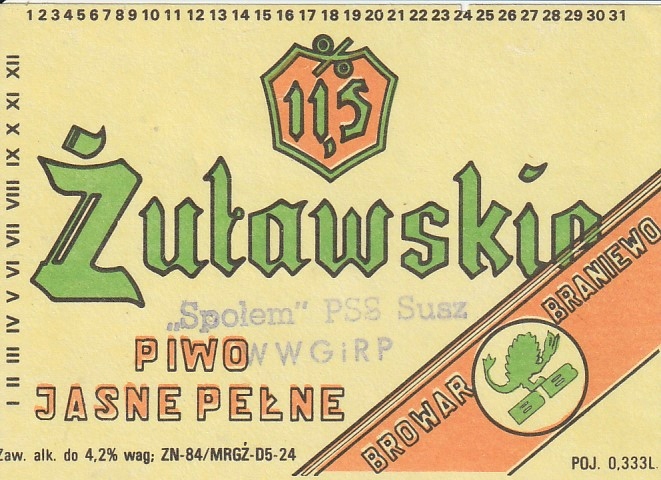 1 2 3 4 5 6 7 8 9 10 11 12 13 14 15 16 17 18 19 20 21 22 23 24 25 26 27 28 29 30 31
I II III IV V VI VII VIII IX X XI XII
%
11,5
Żuławskie
„Społem" PSS Susz
WWGiRP
PIWO
JASNE PEŁNE
BROWAR BRANIEWO
BB
Zaw. alk. do 4,2% wag; ZN-84/MRGŹ-D5-24
POJ. 0,333L.